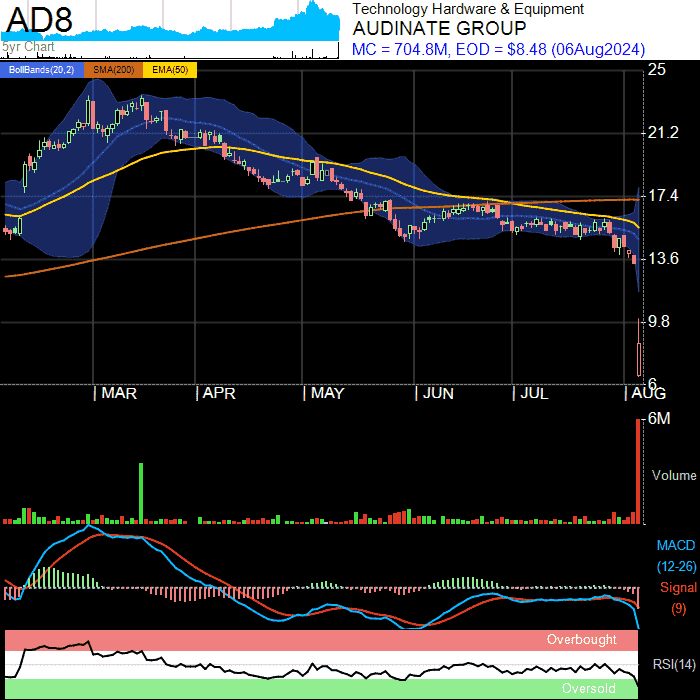 AD8
5yr Chart
Technology Hardware & Equipment
AUDINATE GROUP
MC = 704.8M, EOD = $8.48 (06Aug2024)
BollBands(20,2) SMA(200) EMA(50)
25
21.2
17.4
13.6
9.8
6
| MAR | APR | MAY | JUN | JUL | AUG
6M
Volume
MACD
(12-26)
Signal
(9)
Overbought
RSI(14)
Oversold